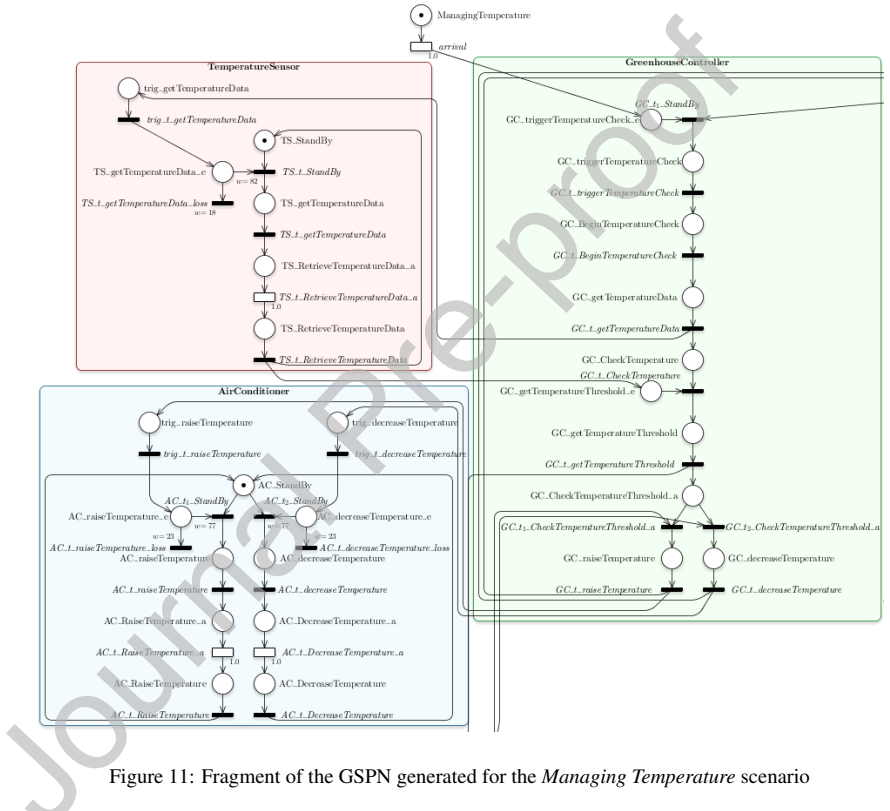 ManagingTemperature
arrival
1.0
TemperatureSensor
trig_getTemperatureData
trig_t_getTemperatureData
TS_StandBy
TS_getTemperatureData_e
w = 82
TS_t_StandBy
TS_t_getTemperatureData_loss
w = 18
TS_getTemperatureData
TS_t_getTemperatureData
TS_RetrieveTemperatureData_a
TS_t_RetrieveTemperatureData_a
1.0
TS_RetrieveTemperatureData
TS_t_RetrieveTemperatureData
GreenhouseController
GC_t₁_StandBy
GC_triggerTemperatureCheck_e
GC_triggerTemperatureCheck
GC_t_triggerTemperatureCheck
GC_BeginTemperatureCheck
GC_t_BeginTemperatureCheck
GC_getTemperatureData
GC_t_getTemperatureData
GC_CheckTemperature
GC_t_CheckTemperature
GC_getTemperatureThreshold_e
GC_getTemperatureThreshold
GC_t_getTemperatureThreshold
GC_CheckTemperatureThreshold_a
GC_t₁_CheckTemperatureThreshold_a
GC_t₂_CheckTemperatureThreshold_a
GC_raiseTemperature
GC_decreaseTemperature
GC_t_raiseTemperature
GC_t_decreaseTemperature
AirConditioner
trig_raiseTemperature
trig_decreaseTemperature
trig_t_raiseTemperature
trig_t_decreaseTemperature
AC_StandBy
AC_t₁_StandBy
AC_t₂_StandBy
AC_raiseTemperature_e
w = 77
w = 77
AC_decreaseTemperature_e
w = 23
w = 23
AC_t_raiseTemperature_loss
AC_t_decreaseTemperature_loss
AC_raiseTemperature
AC_decreaseTemperature
AC_t_raiseTemperature
AC_t_decreaseTemperature
AC_RaiseTemperature_a
AC_DecreaseTemperature_a
AC_t_RaiseTemperature_a
AC_t_DecreaseTemperature_a
1.0
1.0
AC_RaiseTemperature
AC_DecreaseTemperature
AC_t_RaiseTemperature
AC_t_DecreaseTemperature
Journal Pre-proof
Figure 11: Fragment of the GSPN generated for the Managing Temperature scenario